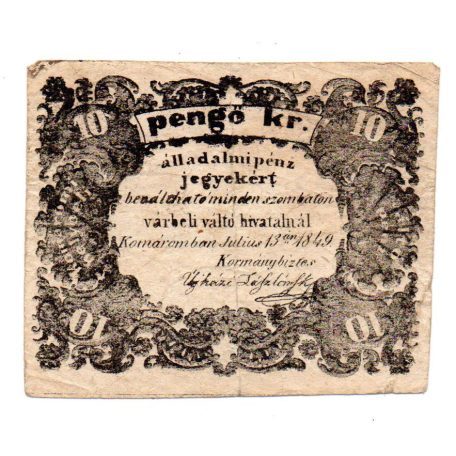 10 pengő kr. 10
álladalmi pénz
jegyekért
beváltható minden szombaton
várbeli váltó hivatalnál
Komáromban Julius 13án 1849.
Kormánybiztos
Ujházi László
10 10